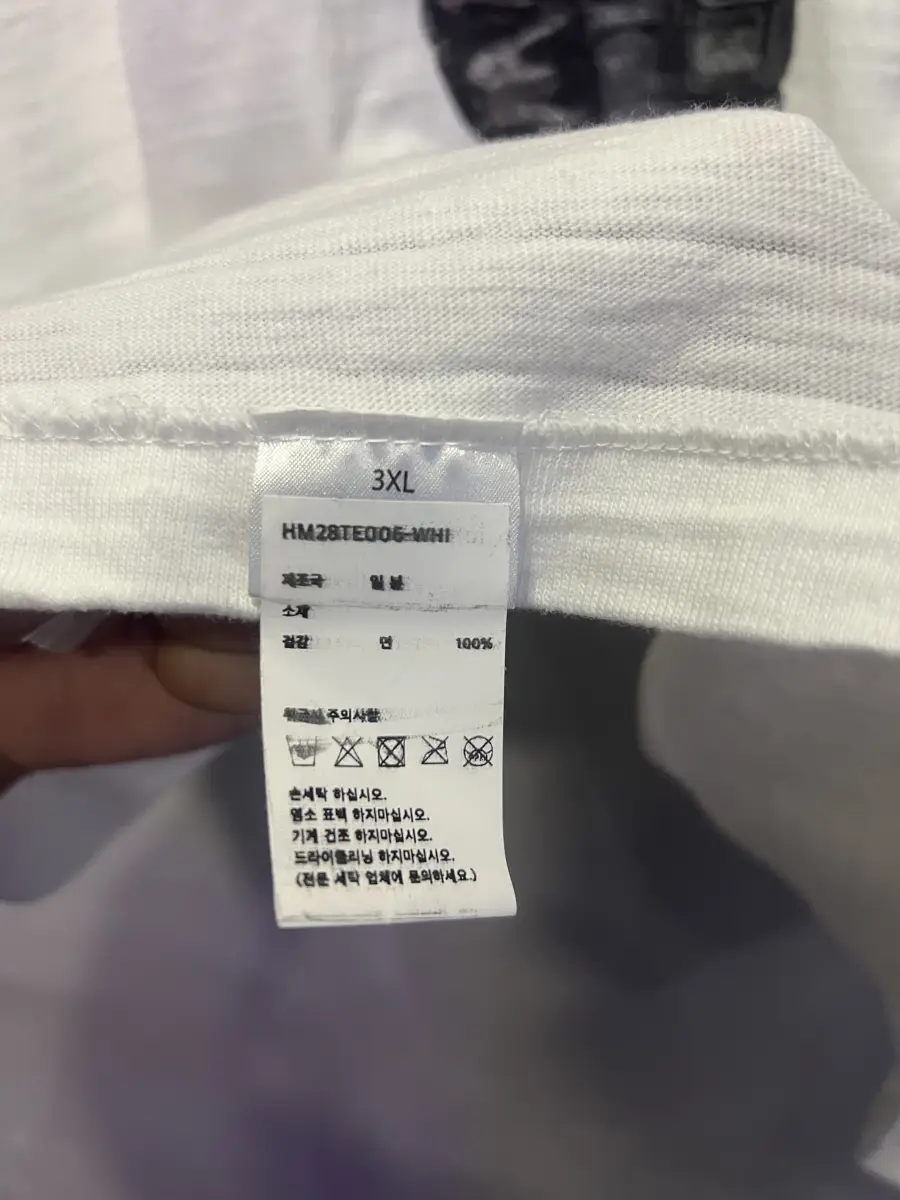 3XL
HM28TE006-WHI
제조국 일본
소재
겉감 면 100%
취급시 주의사항
손세탁 하십시오.
염소 표백 하지마십시오.
기계 건조 하지마십시오.
드라이클리닝 하지마십시오.
(전문 세탁 업체에 문의하세요.)